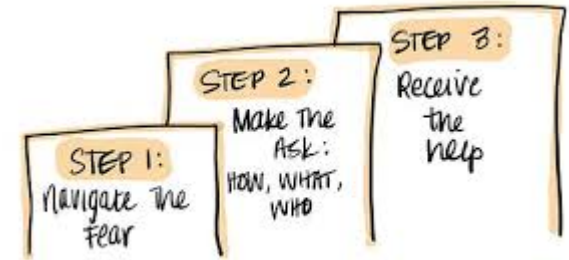 STEP 1:
Navigate the
Fear
STEP 2:
Make the
ASK:
HOW, WHAT,
WHO
STEP 3:
Receive
the
help